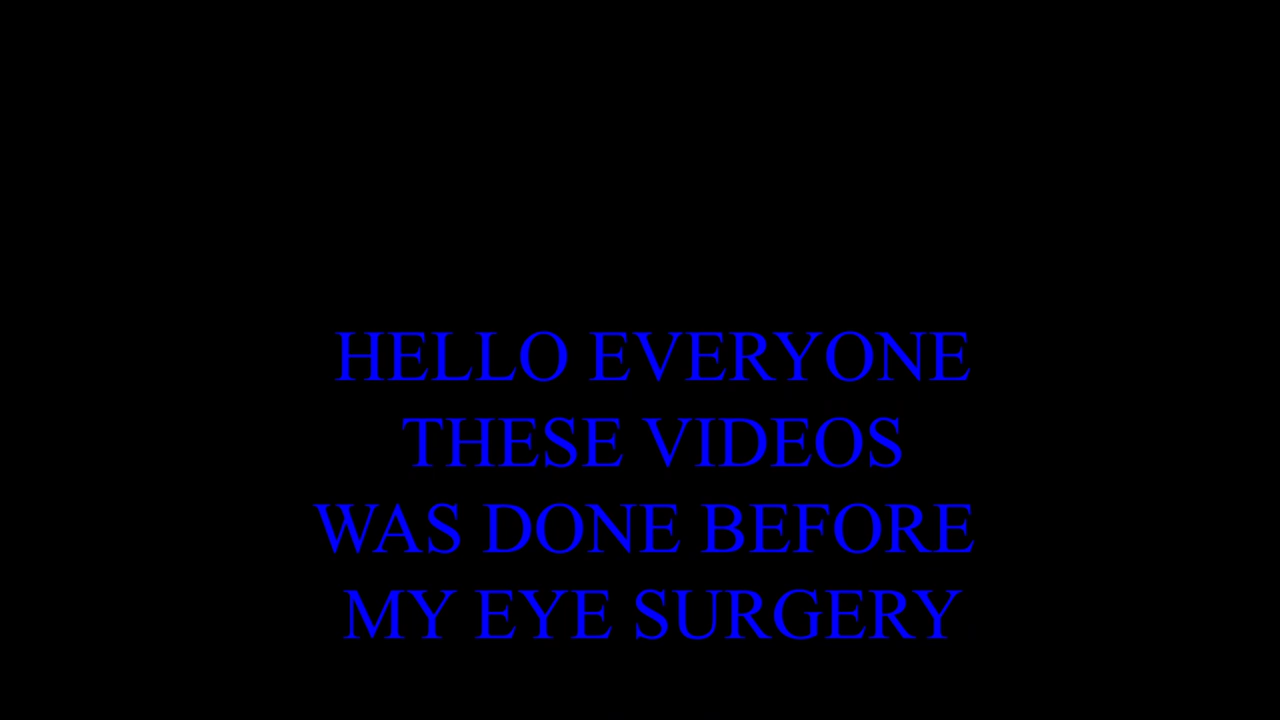 HELLO EVERYONE
THESE VIDEOS
WAS DONE BEFORE
MY EYE SURGERY